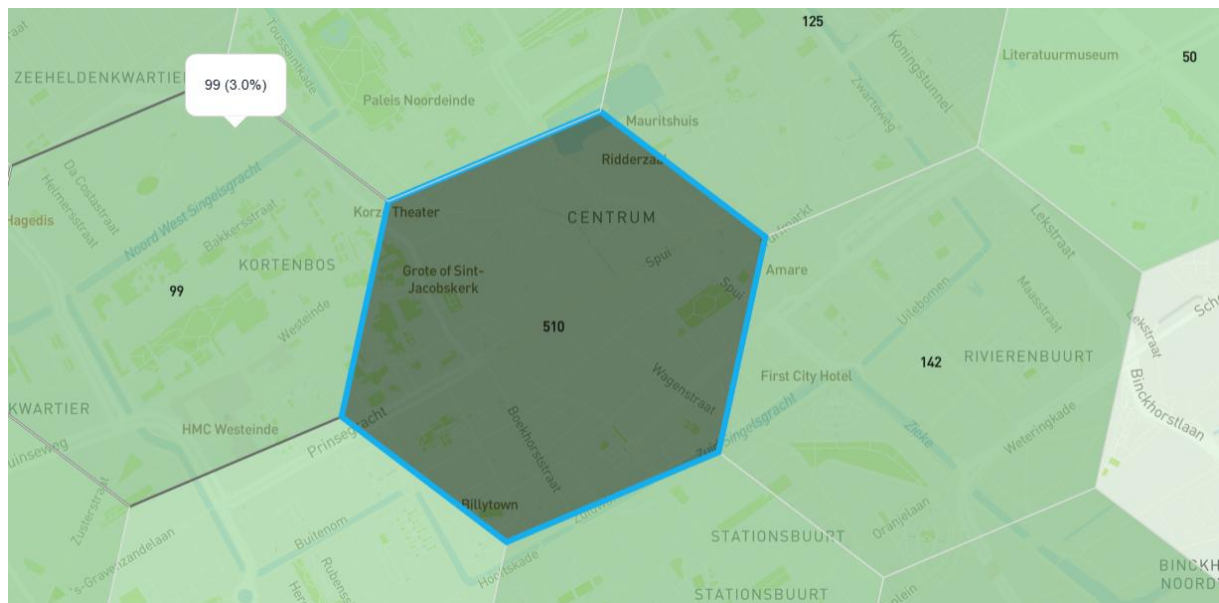 125
Toussaintkade
Koningstunnel
Literatuurmuseum
50
ZEEHELDENKWARTIE
99 (3.0%)
Paleis Noordeinde
Zwarteweg
Mauritshuis
Ridderzaal
Da Costastraat
Helmersstraat
Noord West Singelsgracht
Bakkersstraat
Hagedis
Korz
Theater
CENTRUM
Lekstraat
KORTENBOS
Grote of Sint-
Jacobskerk
Spui
Spui
Amare
99
Westeinde
510
Uilebomen
Maasstraat
Lekstraat
142
RIVIERENBUURT
First City Hotel
Wagenstraat
Binckhorstlaan
KWARTIER
HMC Westeinde
Prinsegracht
Boekhorststraat
Zieke
Weteringkade
Zusterstraat
Billytown
Oranjelaan
STATIONSBUURT
Buitenom
's-Gravenzandelaan
STATIONSBUURT
BINCKH
NOORD